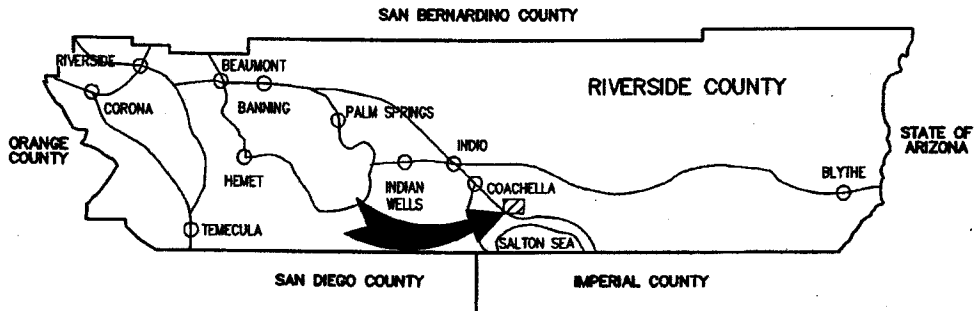 SAN BERNARDINO COUNTY
RIVERSIDE
BEAUMONT
RIVERSIDE COUNTY
CORONA
BANNING
PALM SPRINGS
ORANGE
COUNTY
STATE OF
ARIZONA
INDIO
HEMET
BLYTHE
INDIAN
WELLS
COACHELLA
TEMECULA
SALTON SEA
SAN DIEGO COUNTY
IMPERIAL COUNTY